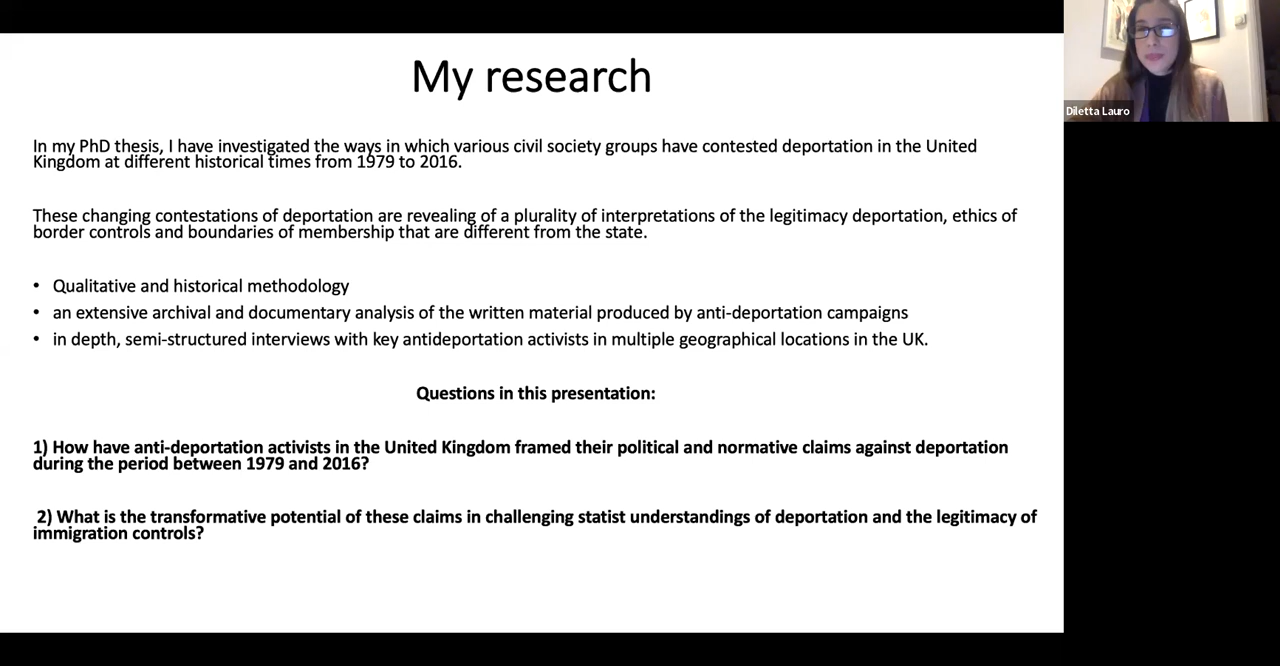 My research
In my PhD thesis, I have investigated the ways in which various civil society groups have contested deportation in the United
Kingdom at different historical times from 1979 to 2016.
These changing contestations of deportation are revealing of a plurality of interpretations of the legitimacy deportation, ethics of
border controls and boundaries of membership that are different from the state.
• Qualitative and historical methodology
• an extensive archival and documentary analysis of the written material produced by anti-deportation campaigns
• in depth, semi-structured interviews with key antideportation activists in multiple geographical locations in the UK.
Questions in this presentation:
1) How have anti-deportation activists in the United Kingdom framed their political and normative claims against deportation
during the period between 1979 and 2016?
2) What is the transformative potential of these claims in challenging statist understandings of deportation and the legitimacy of
immigration controls?
Diletta Lauro